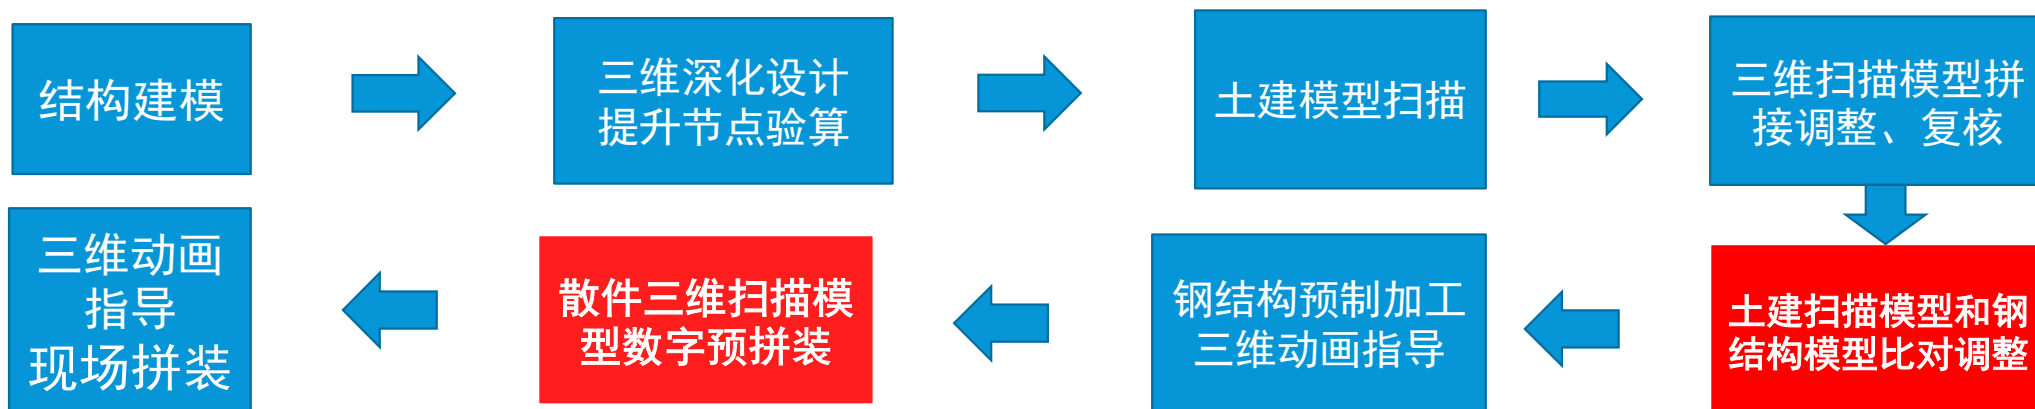 结构建模
三维深化设计
提升节点验算
土建模型扫描
三维扫描模型拼
接调整、复核
土建扫描模型和钢
结构模型比对调整
钢结构预制加工
三维动画指导
散件三维扫描模
型数字预拼装
三维动画
指导
现场拼装